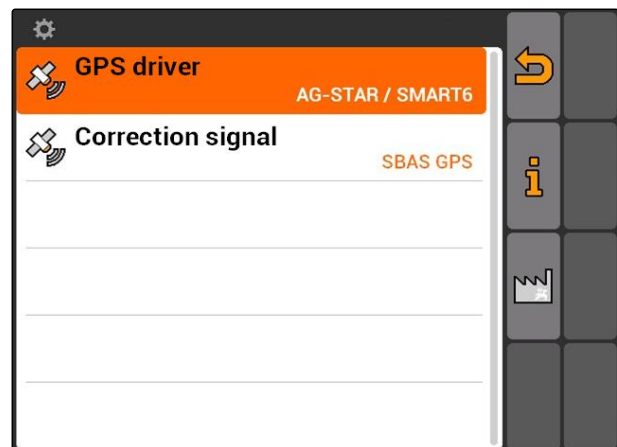 GPS driver
AG-STAR / SMART6
Correction signal
SBAS GPS